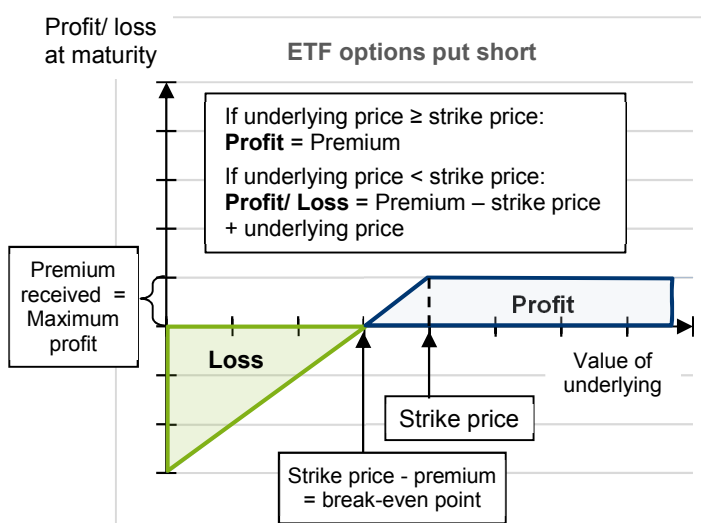 Profit/ loss
at maturity
ETF options put short
If underlying price ≥ strike price:
Profit = Premium
If underlying price < strike price:
Profit/ Loss = Premium – strike price
+ underlying price
Premium
received =
Maximum
profit
Profit
Loss
Value of
underlying
Strike price
Strike price - premium
= break-even point